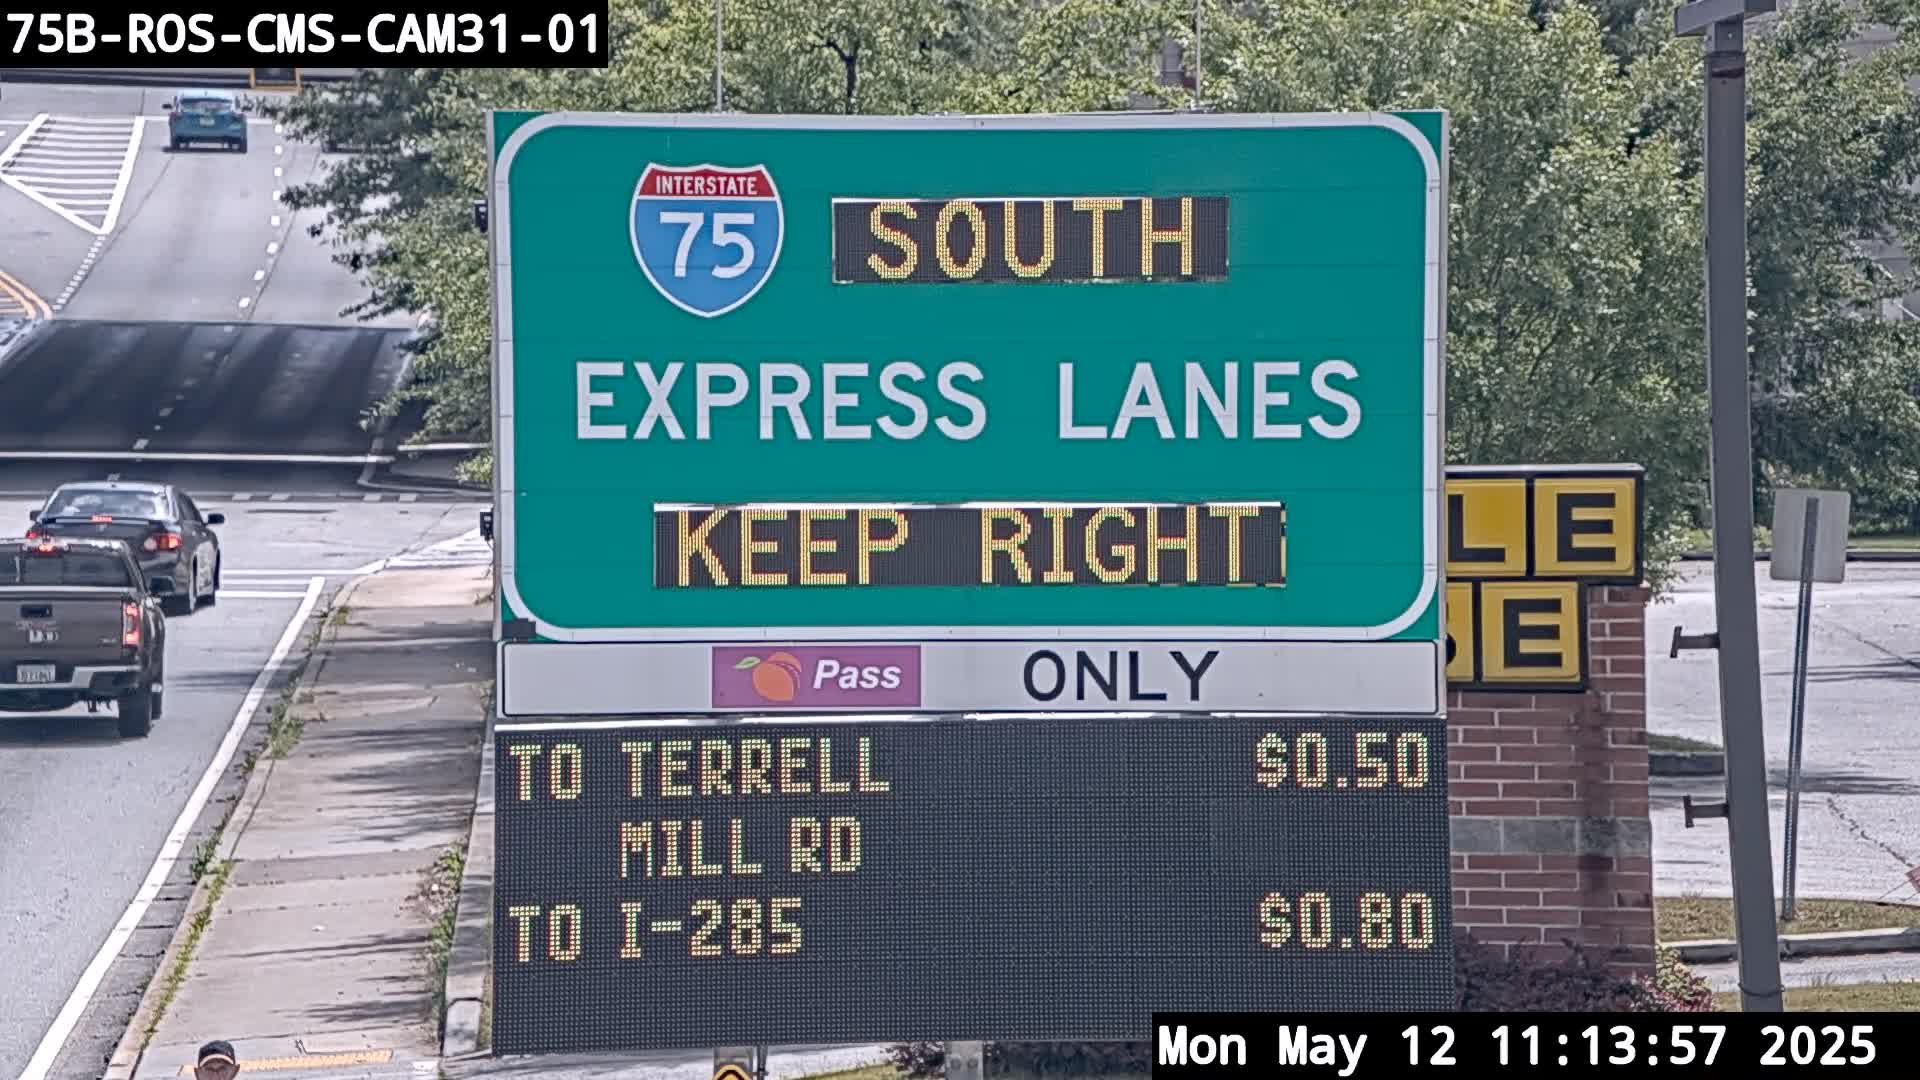 75B-ROS-CMS-CAM31-01
INTERSTATE
75
SOUTH
EXPRESS LANES
KEEP RIGHT
Pass ONLY
TO TERRELL $0.50
MILL RD
TO I-285 $0.80
LE
E
Mon May 12 11:13:57 2025